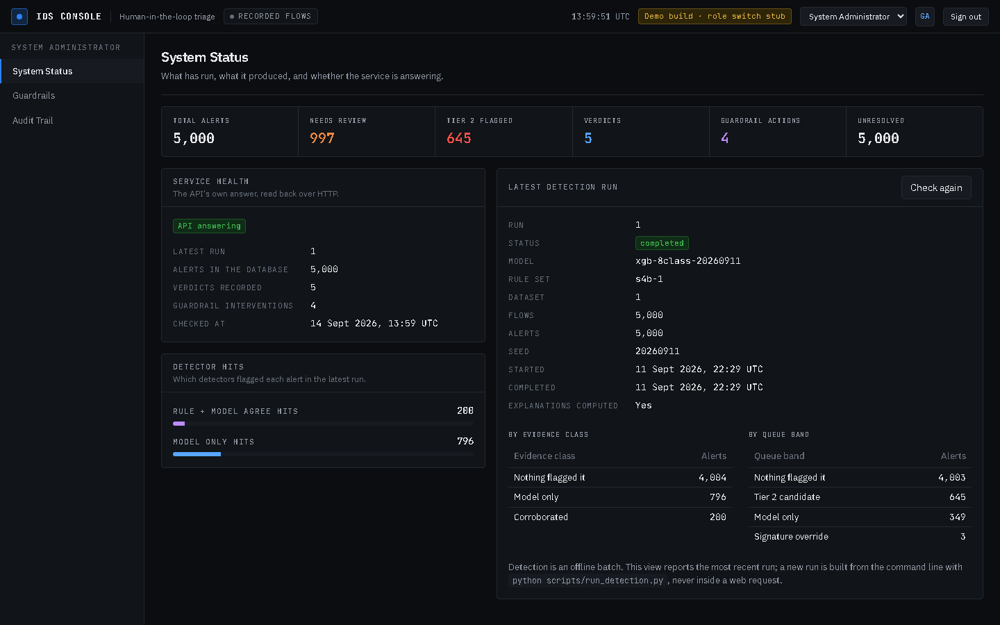 IDS CONSOLE
Human-in-the-loop triage
RECORDED FLOWS
13:59:51 UTC
Demo build · role switch stub
System Administrator
GA
Sign out
SYSTEM ADMINISTRATOR
System Status
Guardrails
Audit Trail
System Status
What has run, what it produced, and whether the service is answering.
TOTAL ALERTS
5,000
NEEDS REVIEW
997
TIER 2 FLAGGED
645
VERDICTS
5
GUARDRAIL ACTIONS
4
UNRESOLVED
5,000
SERVICE HEALTH
The API's own answer, read back over HTTP.
API answering
LATEST RUN 1
ALERTS IN THE DATABASE 5,000
VERDICTS RECORDED 5
GUARDRAIL INTERVENTIONS 4
CHECKED AT 14 Sept 2026, 13:59 UTC
DETECTOR HITS
Which detectors flagged each alert in the latest run.
RULE + MODEL AGREE HITS 200
MODEL ONLY HITS 796
LATEST DETECTION RUN
Check again
RUN 1
STATUS completed
MODEL xgb-8class-20260911
RULE SET s4b-1
DATASET 1
FLOWS 5,000
ALERTS 5,000
SEED 20260911
STARTED 11 Sept 2026, 22:29 UTC
COMPLETED 11 Sept 2026, 22:29 UTC
EXPLANATIONS COMPUTED Yes
BY EVIDENCE CLASS
Evidence class Alerts
Nothing flagged it 4,004
Model only 796
Corroborated 200
BY QUEUE BAND
Queue band Alerts
Nothing flagged it 4,003
Tier 2 candidate 645
Model only 349
Signature override 3
Detection is an offline batch. This view reports the most recent run; a new run is built from the command line with
python scripts/run_detection.py, never inside a web request.